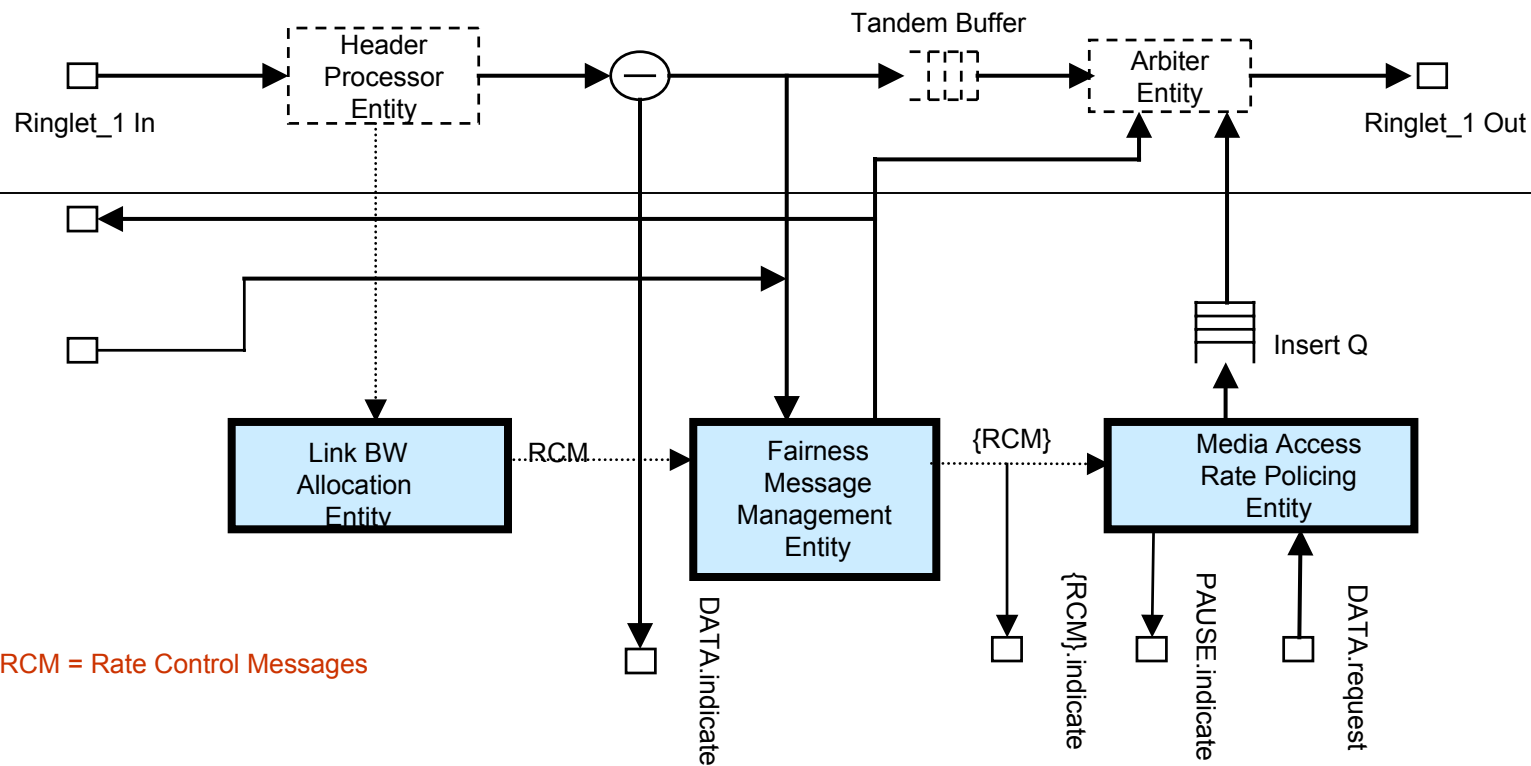 Tandem Buffer
Header
Processor
Entity
Arbiter
Entity
Ringlet_1 In
Ringlet_1 Out
Insert Q
Link BW
Allocation
Entity
RCM
Fairness
Message
Management
Entity
{RCM}
Media Access
Rate Policing
Entity
DATA.indicate
{RCM}.indicate
PAUSE.indicate
DATA.request
RCM = Rate Control Messages